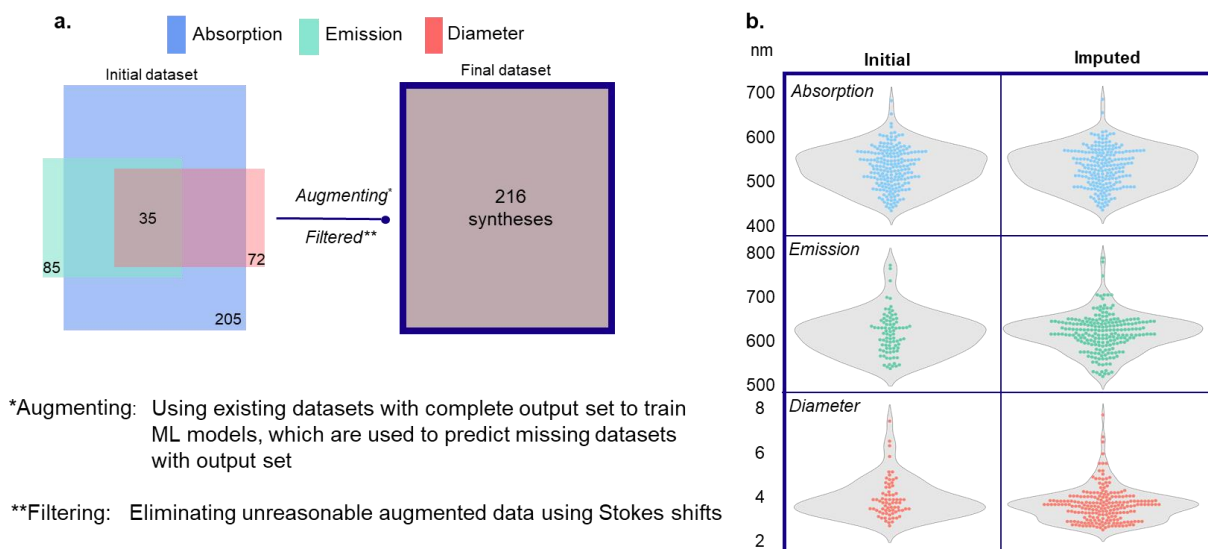 a.
Absorption
Emission
Diameter
Initial dataset
35
85
72
205
Augmenting*
Filtered**
Final dataset
216
syntheses
*Augmenting: Using existing datasets with complete output set to train
ML models, which are used to predict missing datasets
with output set
**Filtering: Eliminating unreasonable augmented data using Stokes shifts
b.
nm
Initial
Imputed
Absorption
700
600
500
400
Emission
800
700
600
500
Diameter
8
6
4
2